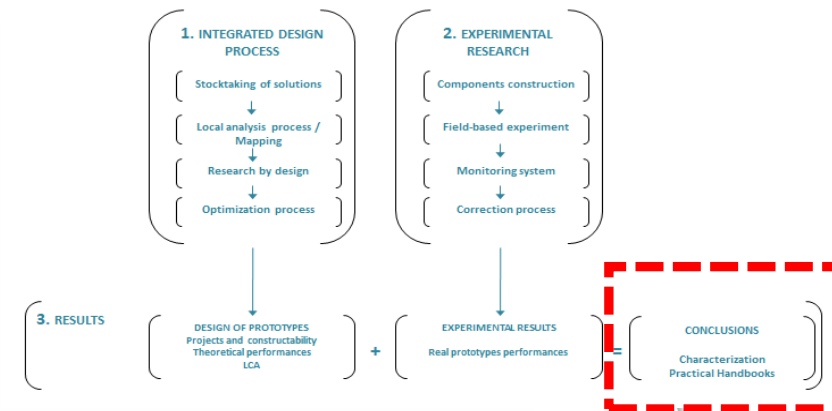 1. INTEGRATED DESIGN
PROCESS
Stocktaking of solutions
Local analysis process /
Mapping
Research by design
Optimization process
2. EXPERIMENTAL
RESEARCH
Components construction
Field-based experiment
Monitoring system
Correction process
3. RESULTS
DESIGN OF PROTOTYPES
Projects and constructability
Theoretical performances
LCA
+
EXPERIMENTAL RESULTS
Real prototypes performances
=
CONCLUSIONS
Characterization
Practical Handbooks